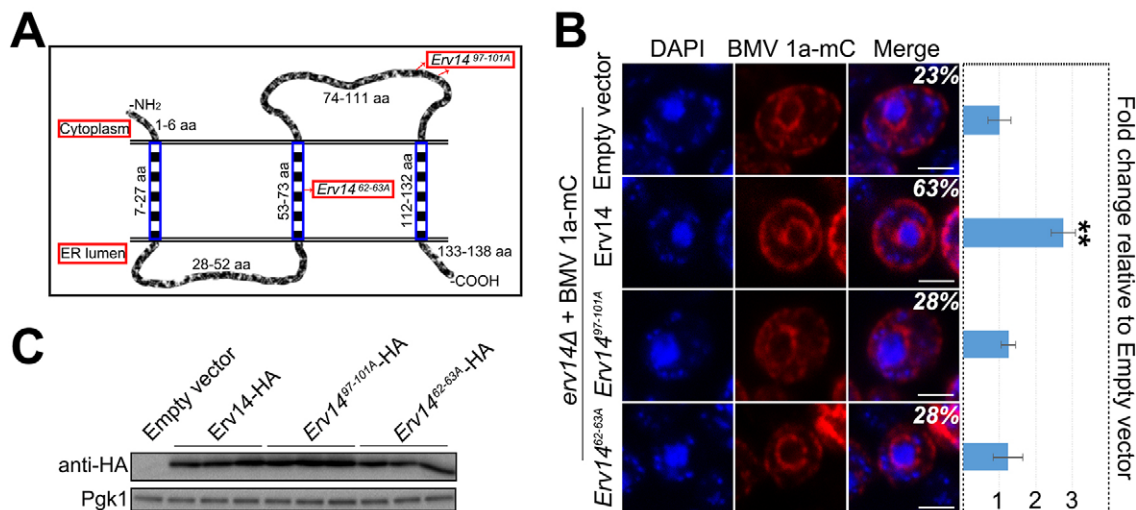 A
Erv14 97-101A
74-111 aa
-NH₂
1-6 aa
Cytoplasm
7-27 aa
53-73 aa
Erv14 62-63A
112-132 aa
ER lumen
28-52 aa
133-138 aa
-COOH
B
DAPI BMV 1a-mC Merge
erv14Δ + BMV 1a-mC
Empty vector
23%
Erv14
63%
**
Erv14 97-101A
28%
Erv14 62-63A
28%
1 2 3
Fold change relative to Empty vector
C
Empty vector
Erv14-HA
Erv14 97-101A-HA
Erv14 62-63A-HA
anti-HA
Pgk1